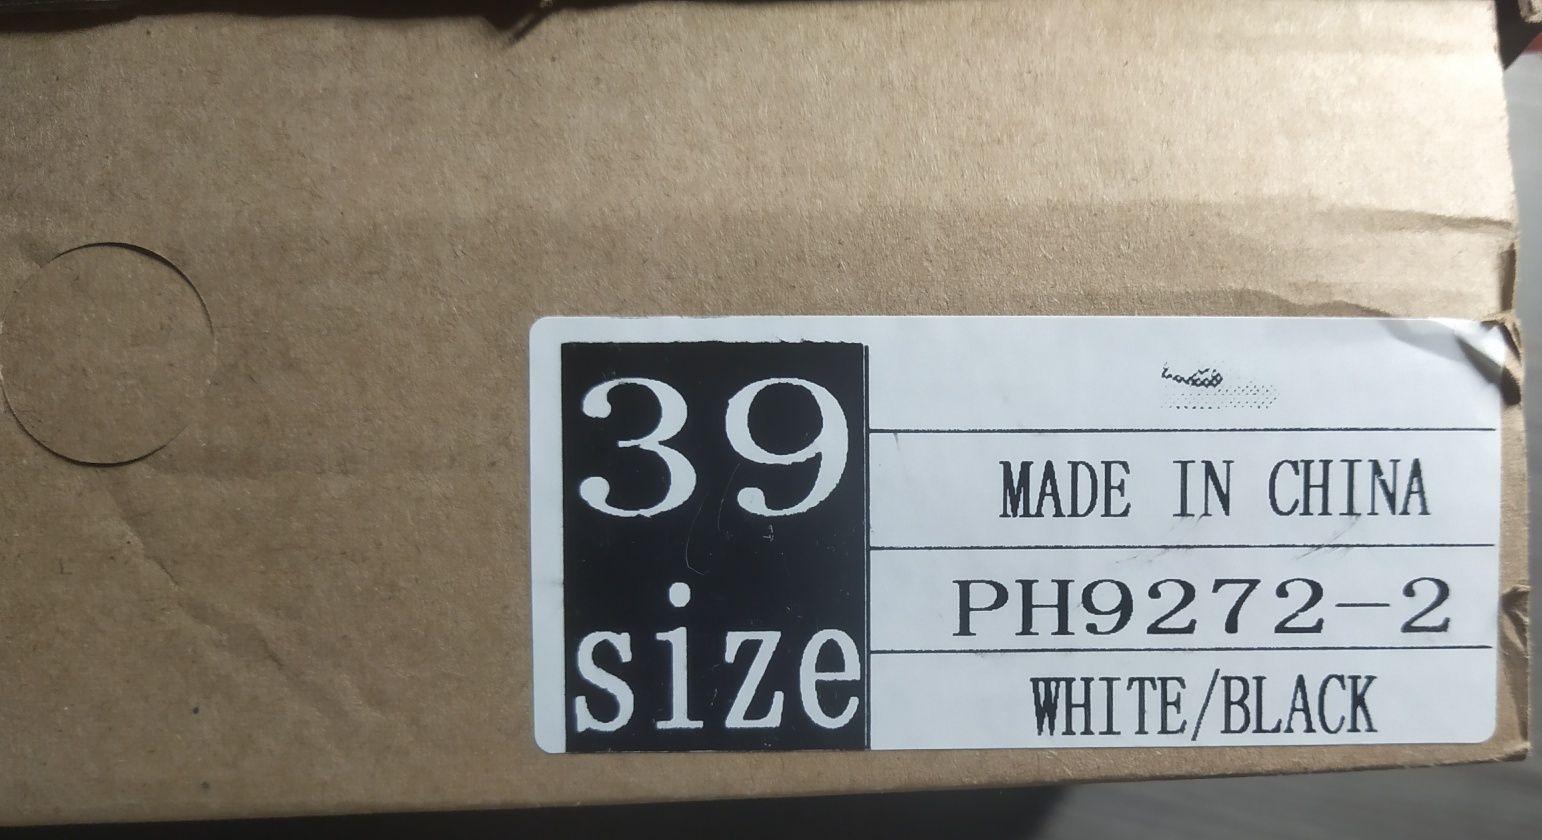 39
size
MADE IN CHINA
PH9272-2
WHITE/BLACK